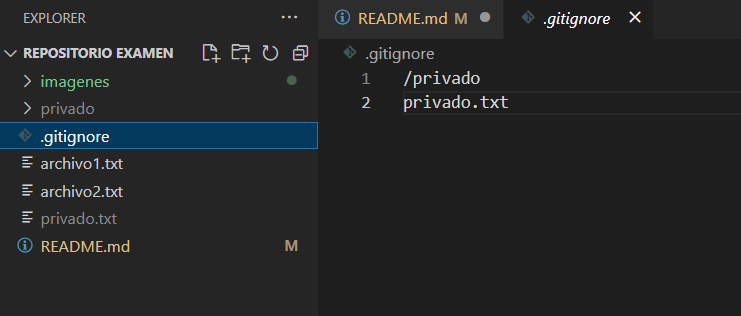 EXPLORER
REPOSITORIO EXAMEN
imagenes
privado
.gitignore
archivo1.txt
archivo2.txt
privado.txt
README.md M
README.md M
.gitignore
.gitignore
1 /privado
2 privado.txt